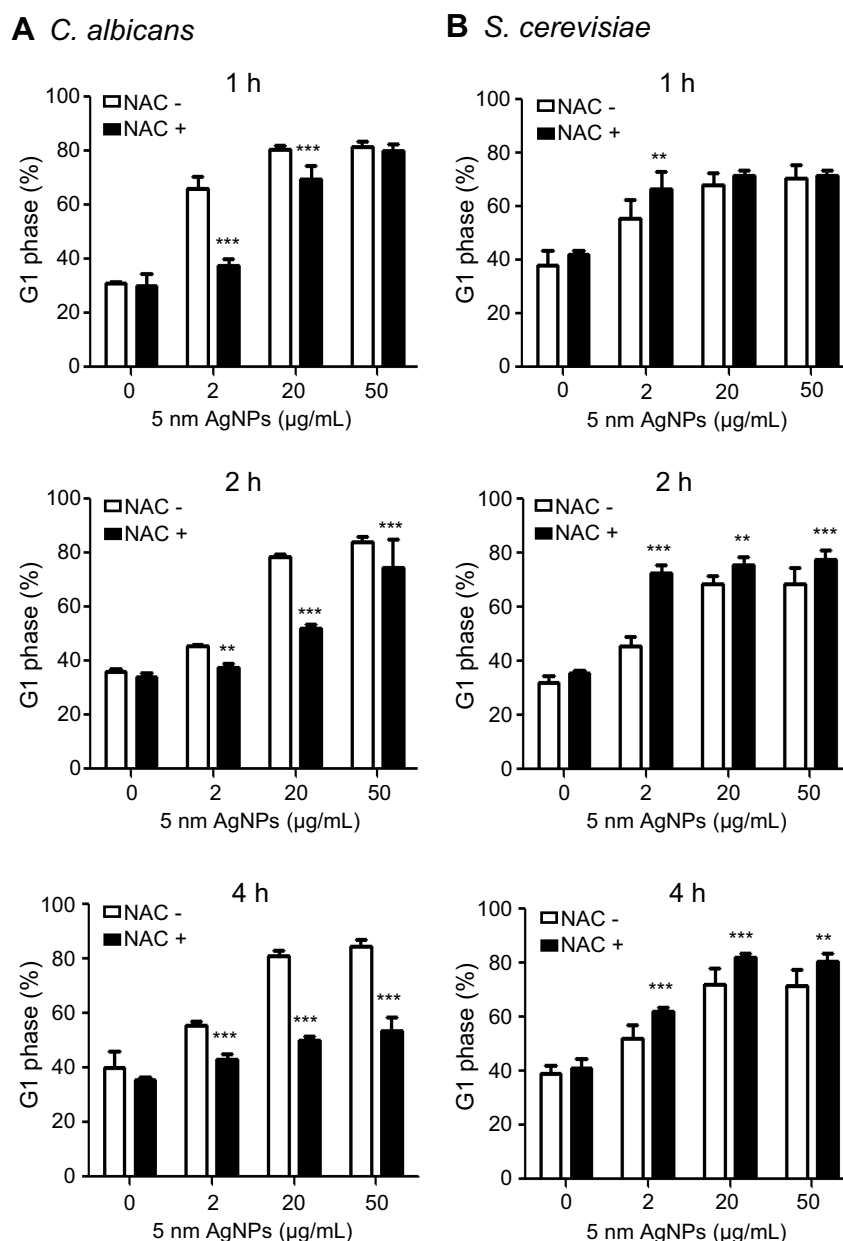 A C. albicans
1 h
NAC -
NAC +
G1 phase (%)
100
80
60
40
20
0
***
***
0 2 20 50
5 nm AgNPs (µg/mL)
2 h
NAC -
NAC +
G1 phase (%)
100
80
60
40
20
0
**
***
***
0 2 20 50
5 nm AgNPs (µg/mL)
4 h
NAC -
NAC +
G1 phase (%)
100
80
60
40
20
0
***
***
***
0 2 20 50
5 nm AgNPs (µg/mL)
B S. cerevisiae
1 h
NAC -
NAC +
G1 phase (%)
100
80
60
40
20
0
**
0 2 20 50
5 nm AgNPs (µg/mL)
2 h
NAC -
NAC +
G1 phase (%)
100
80
60
40
20
0
***
**
***
0 2 20 50
5 nm AgNPs (µg/mL)
4 h
NAC -
NAC +
G1 phase (%)
100
80
60
40
20
0
***
***
**
0 2 20 50
5 nm AgNPs (µg/mL)